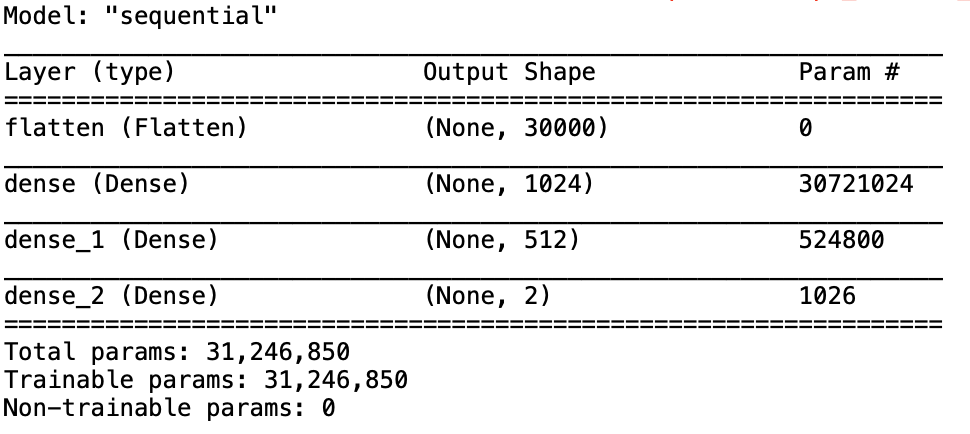 Model: "sequential"
Layer (type) Output Shape Param #
=================================================================
flatten (Flatten) (None, 30000) 0
dense (Dense) (None, 1024) 30721024
dense_1 (Dense) (None, 512) 524800
dense_2 (Dense) (None, 2) 1026
=================================================================
Total params: 31,246,850
Trainable params: 31,246,850
Non-trainable params: 0